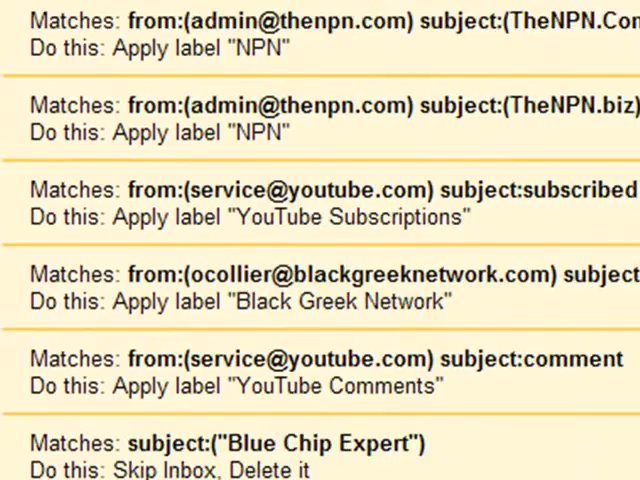 Matches: from:(admin@thenpn.com) subject:(TheNPN.Com
Do this: Apply label "NPN"
Matches: from:(admin@thenpn.com) subject:(TheNPN.biz)
Do this: Apply label "NPN"
Matches: from:(service@youtube.com) subject:subscribed
Do this: Apply label "YouTube Subscriptions"
Matches: from:(ocollier@blackgreeknetwork.com) subject
Do this: Apply label "Black Greek Network"
Matches: from:(service@youtube.com) subject:comment
Do this: Apply label "YouTube Comments"
Matches: subject:("Blue Chip Expert")
Do this: Skip Inbox, Delete it